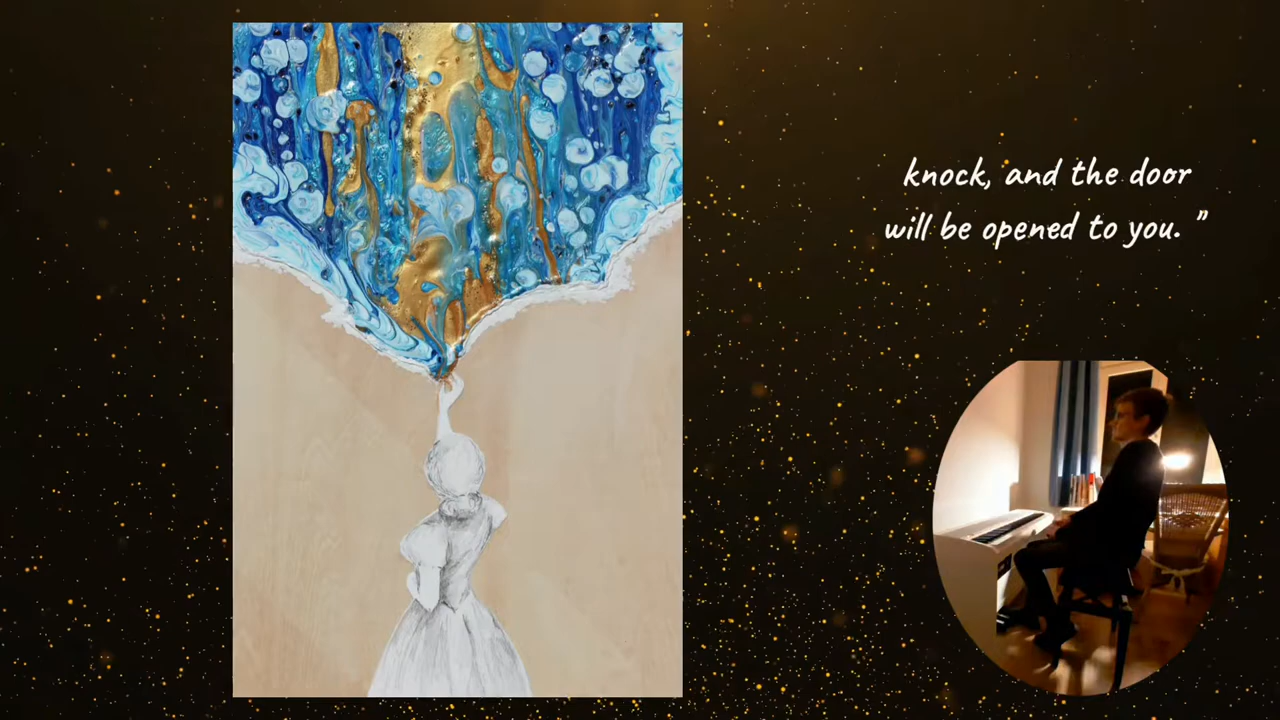 knock, and the door
will be opened to you. ”